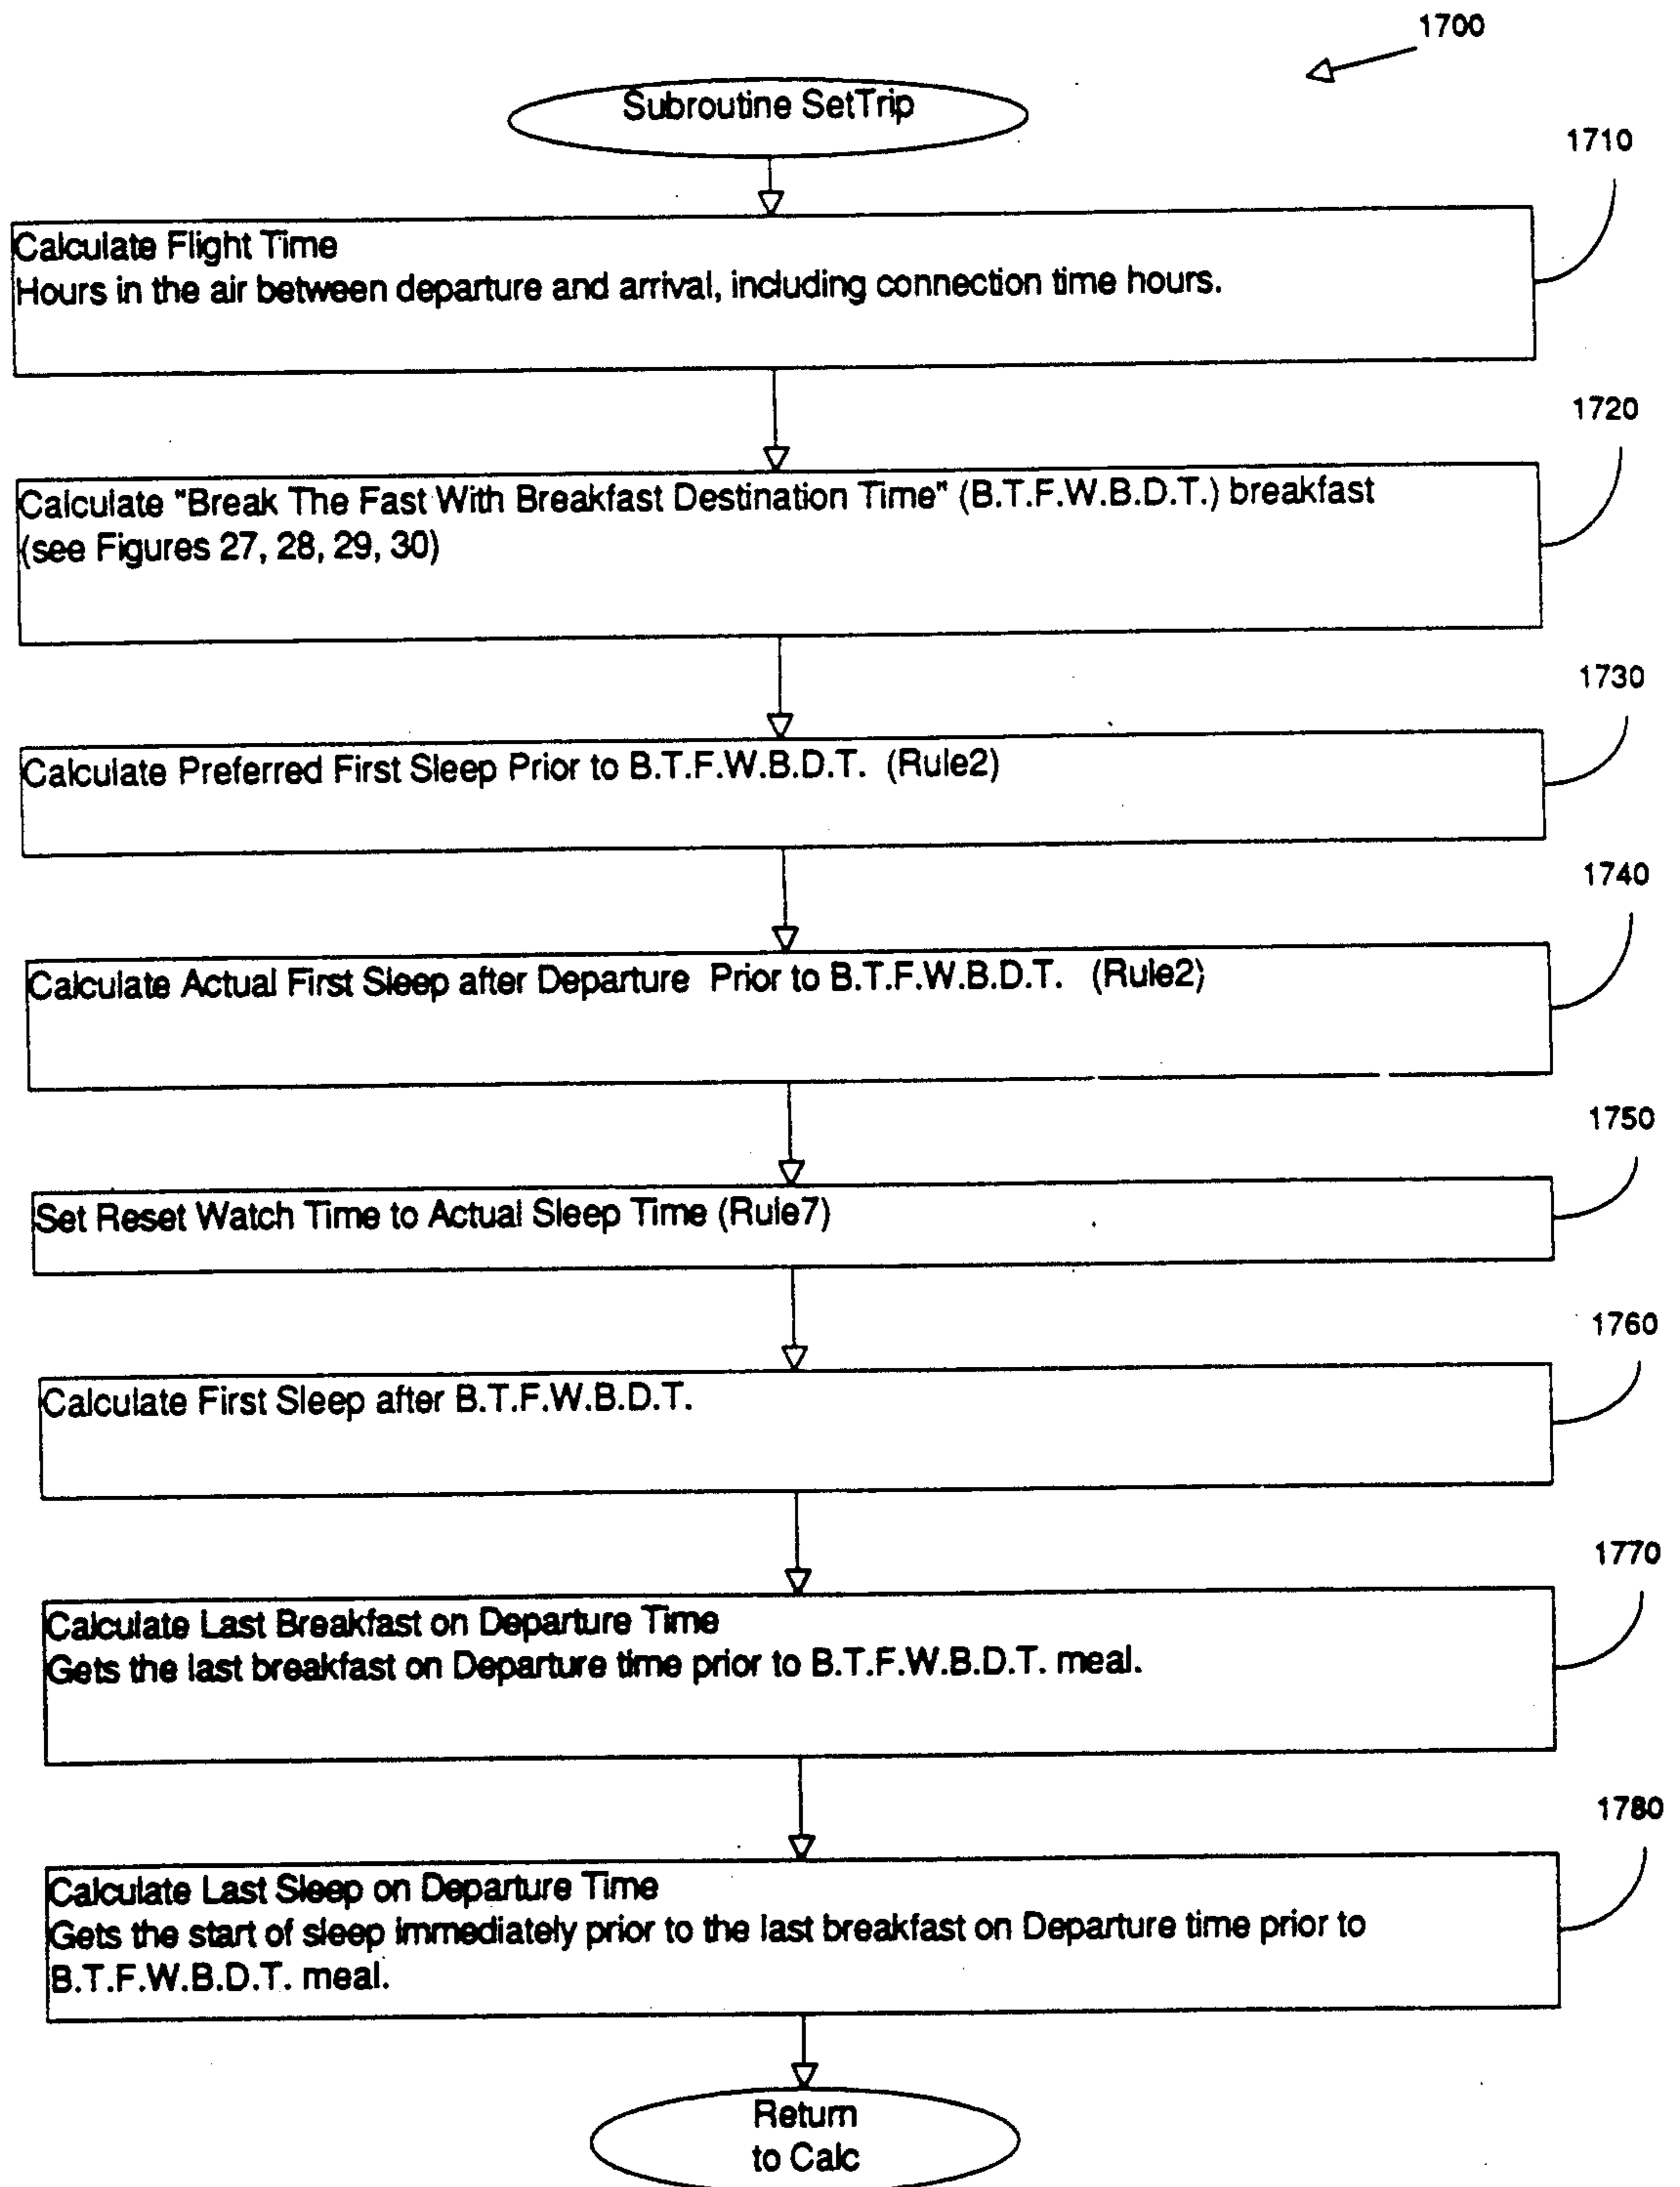 1700
Subroutine SetTrip
1710
Calculate Flight Time
Hours in the air between departure and arrival, including connection time hours.
1720
Calculate "Break The Fast With Breakfast Destination Time" (B.T.F.W.B.D.T.) breakfast
(see Figures 27, 28, 29, 30)
1730
Calculate Preferred First Sleep Prior to B.T.F.W.B.D.T. (Rule2)
1740
Calculate Actual First Sleep after Departure Prior to B.T.F.W.B.D.T. (Rule2)
1750
Set Reset Watch Time to Actual Sleep Time (Rule7)
1760
Calculate First Sleep after B.T.F.W.B.D.T.
1770
Calculate Last Breakfast on Departure Time
Gets the last breakfast on Departure time prior to B.T.F.W.B.D.T. meal.
1780
Calculate Last Sleep on Departure Time
Gets the start of sleep immediately prior to the last breakfast on Departure time prior to
B.T.F.W.B.D.T. meal.
Return
to Calc